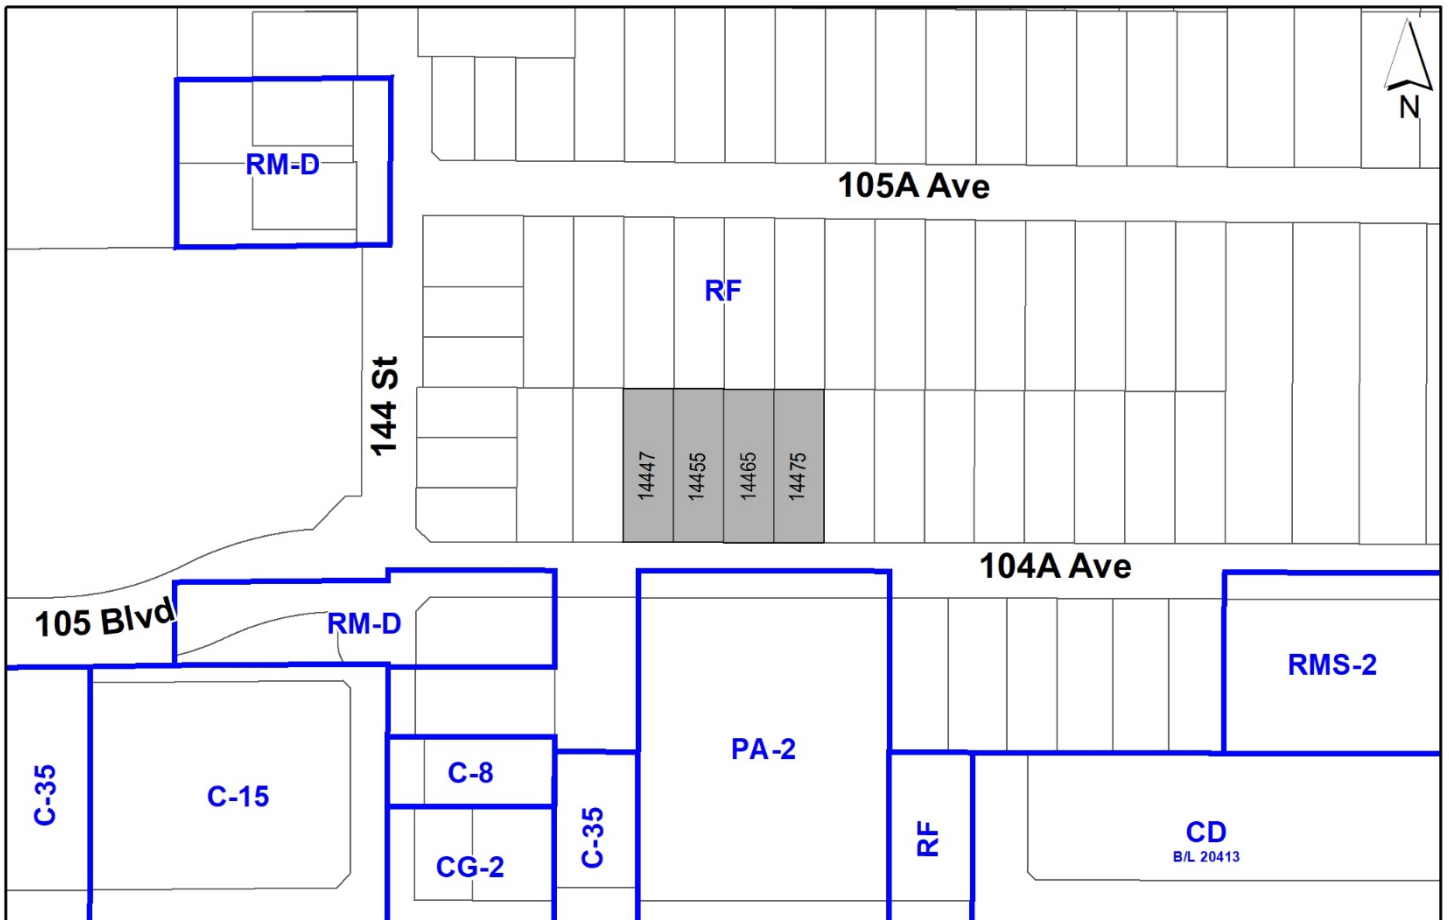 N
RM-D
105A Ave
RF
144 St
14447
14455
14465
14475
104A Ave
105 Blvd
RM-D
RMS-2
PA-2
C-8
C-35
C-15
C-35
RF
CD
B/L 20413
CG-2